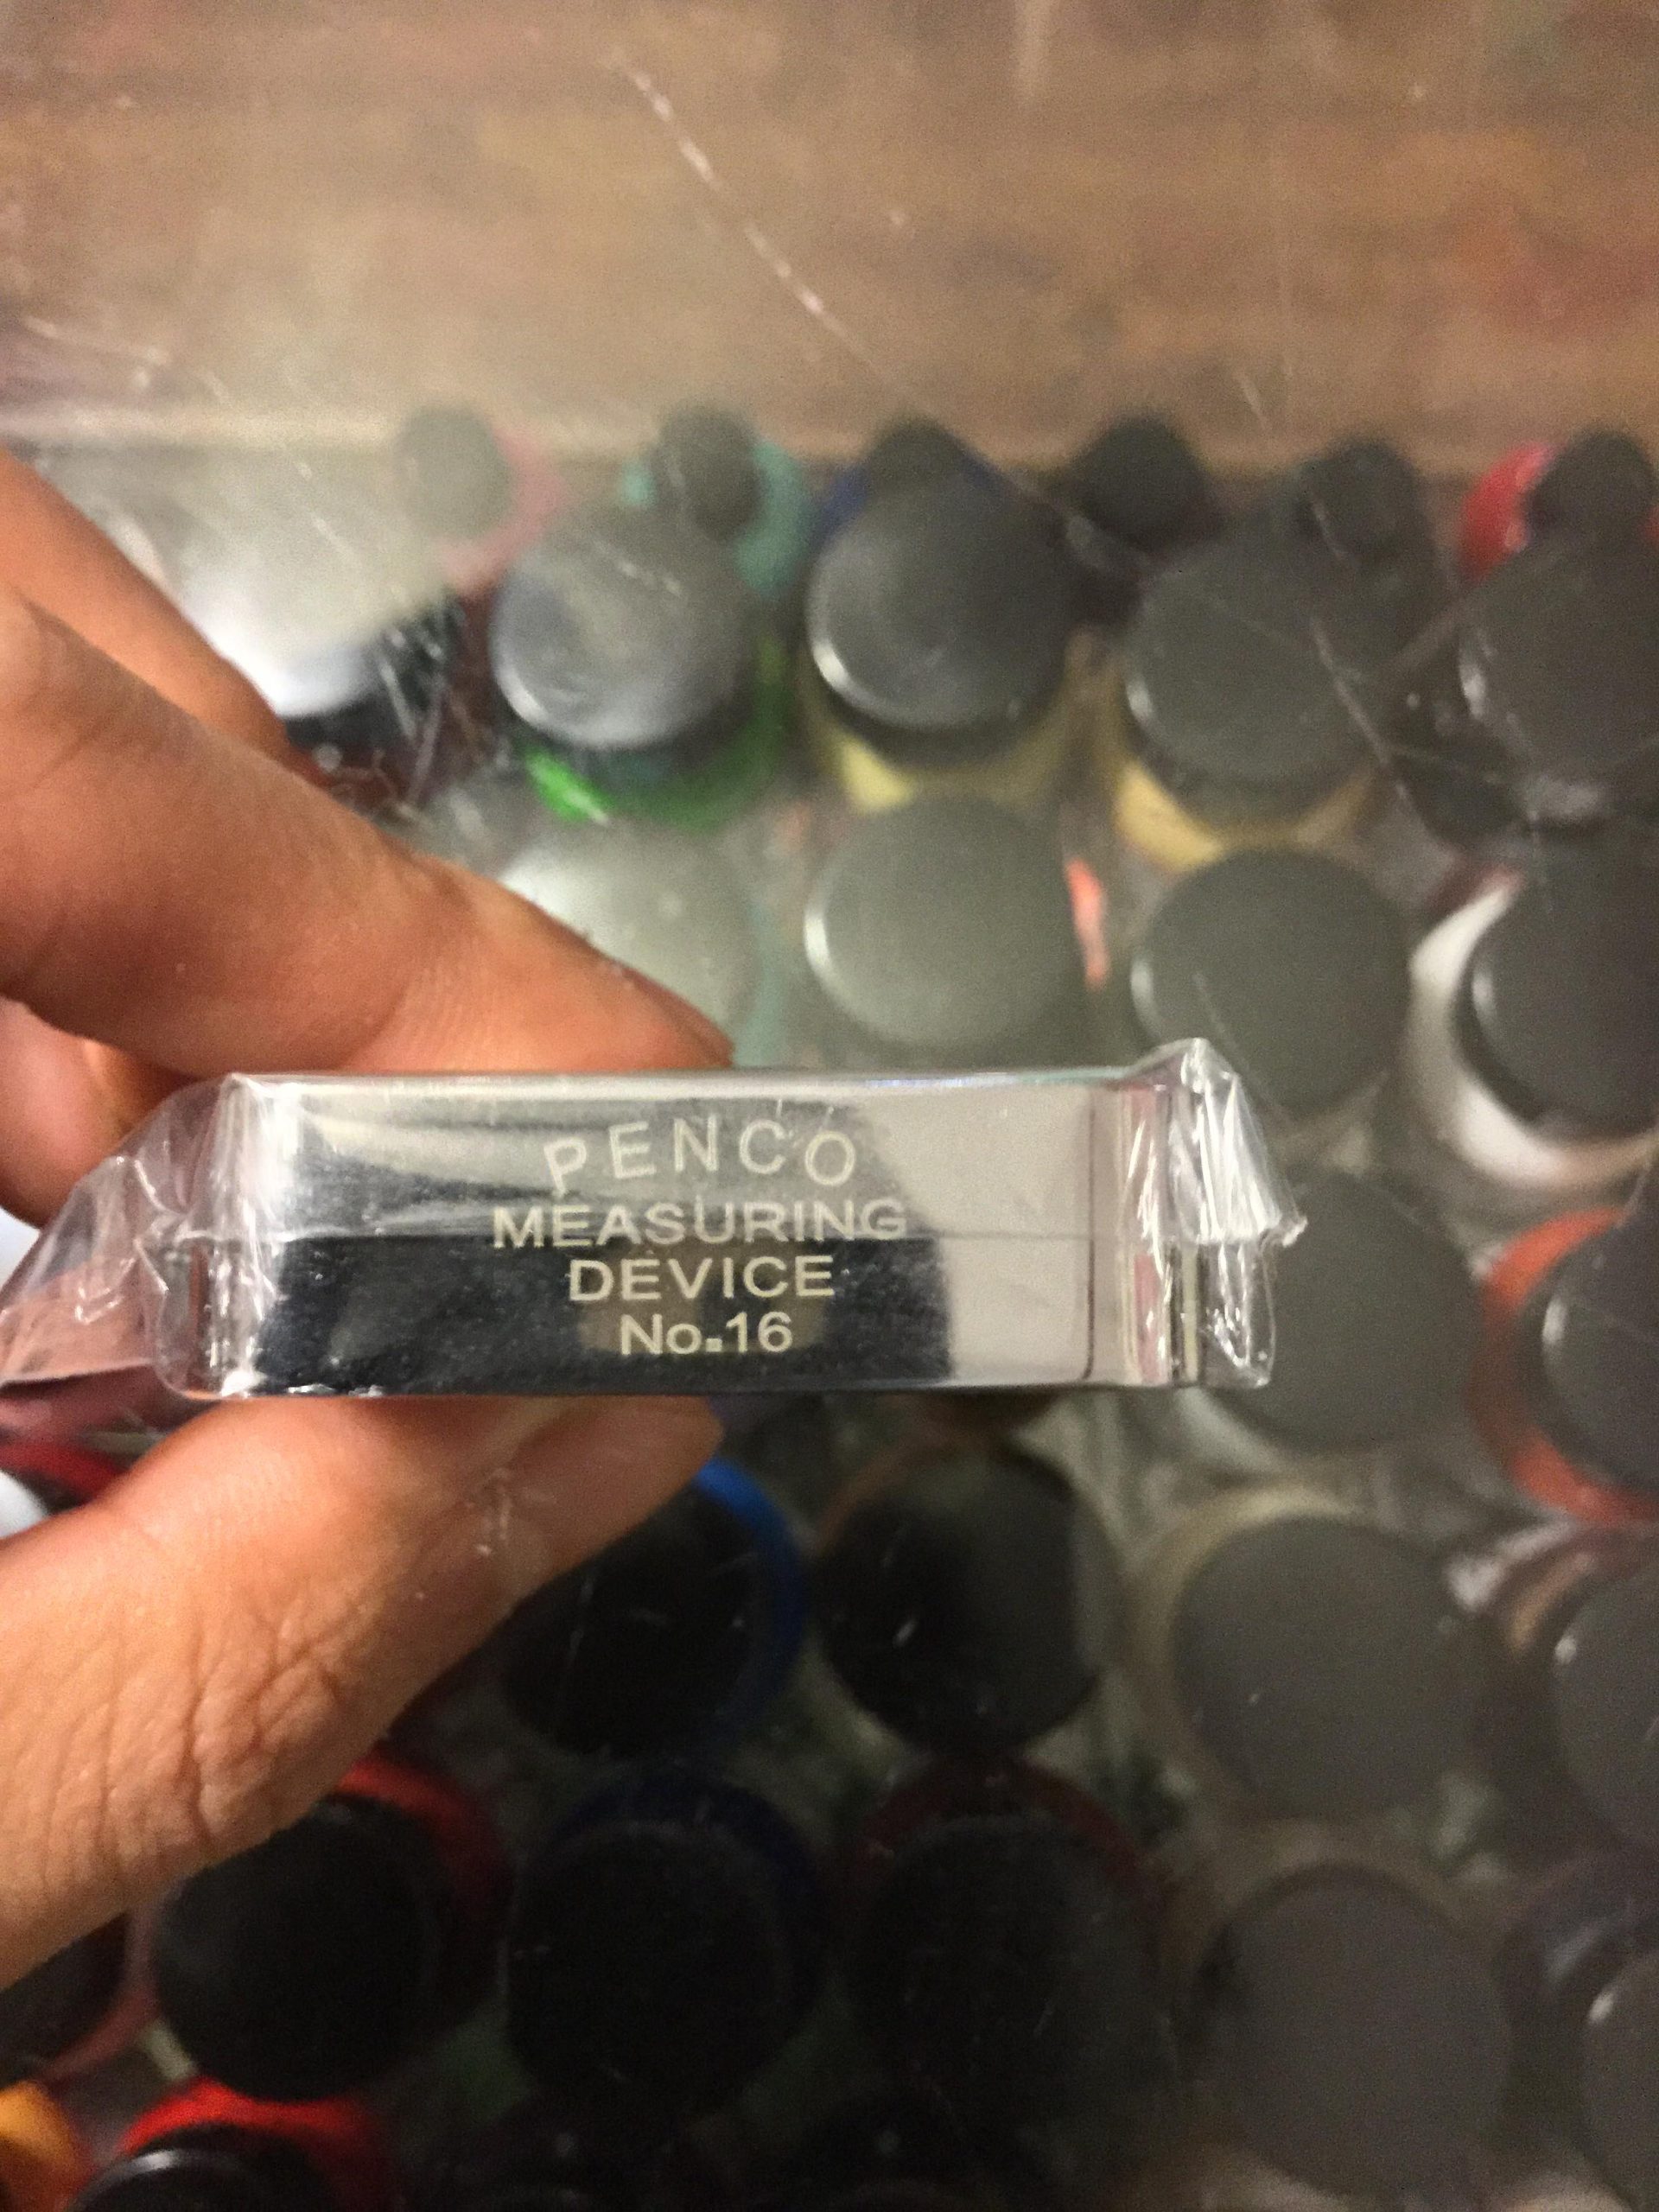 PENCO
MEASURING
DEVICE
No.16